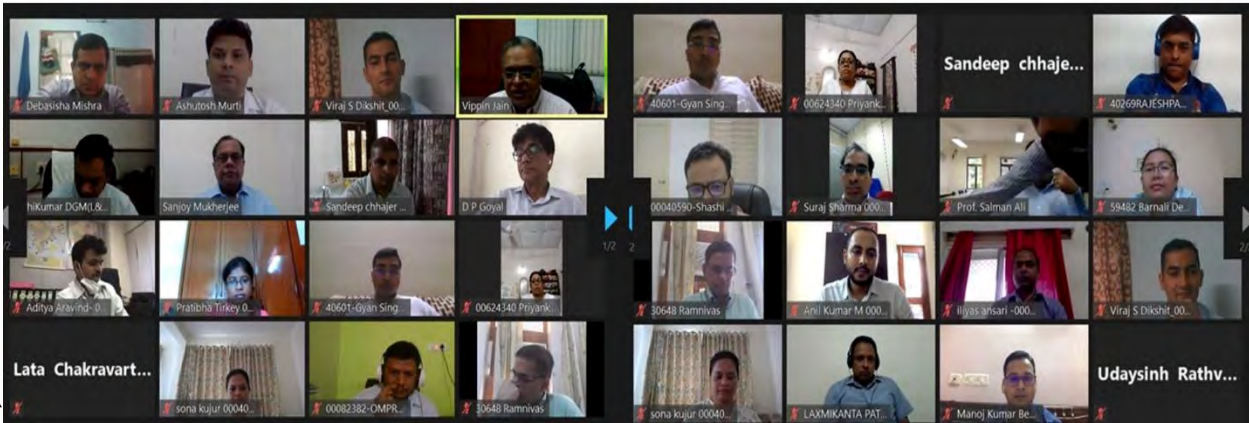 Debasisha Mishra
Ashutosh Murti
Viraj S Dikshit_00...
Vippin Jain
hiKumar DGM(L&...
Sanjoy Mukherjee
Sandeep chhajer ...
D P Goyal
1/2
Aditya Aravind- 0...
Pratibha Tirkey 0...
40601-Gyan Sing...
00624340 Priyank...
Lata Chakravart...
sona kujur 00040...
00082382-OMPR...
30648 Ramnivas
40601-Gyan Sing...
00624340 Priyank...
Sandeep chhaje...
40269RAJESHPA...
00040590-Shashi
Suraj Sharma 000...
Prof. Salman Ali
59482 Barnali De...
30648 Ramnivas
Anil Kumar M 000...
iliyas ansari -000...
Viraj S Dikshit_00...
sona kujur 00040...
LAXMIKANTA PAT...
Manoj Kumar Be...
Udaysinh Rathv...